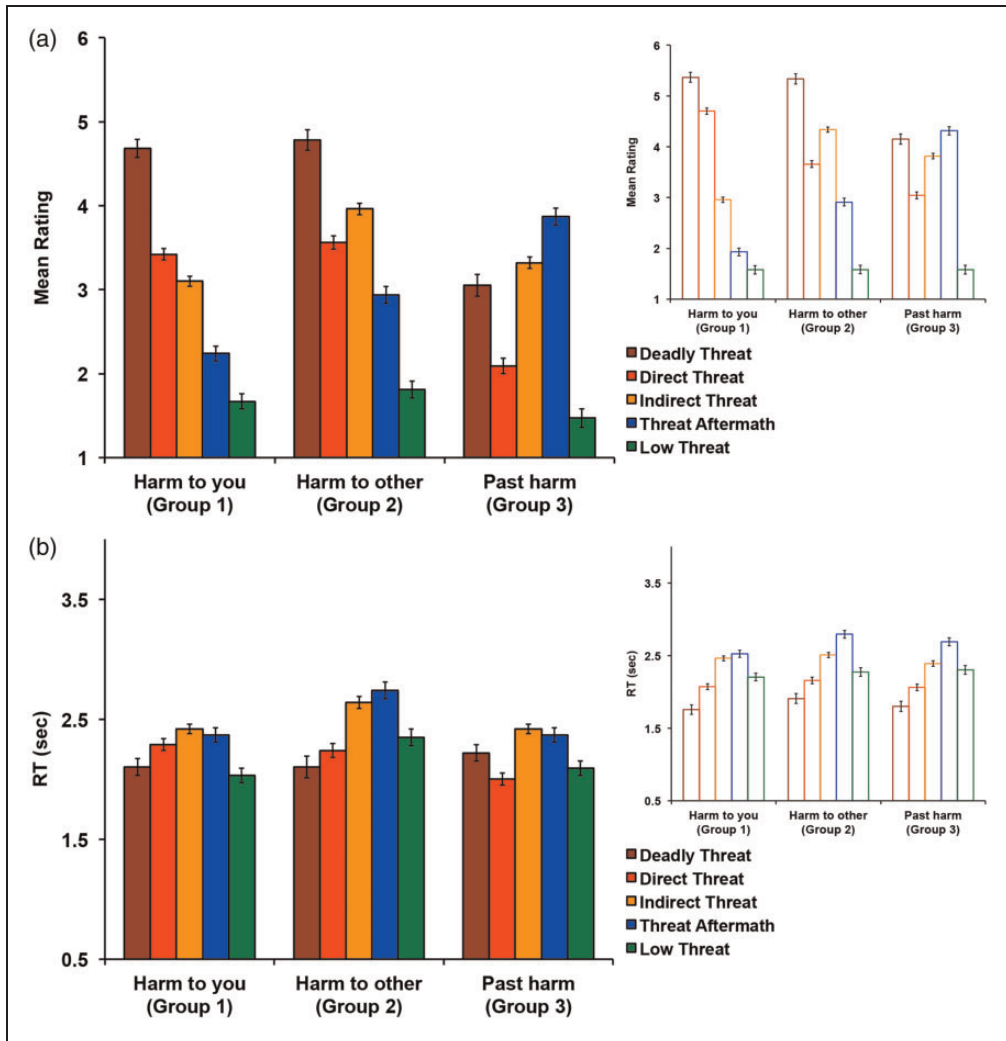 (a)
Mean Rating
6
5
4
3
2
1
Harm to you
(Group 1)
Harm to other
(Group 2)
Past harm
(Group 3)
Mean Rating
6
5
4
3
2
1
Harm to you
(Group 1)
Harm to other
(Group 2)
Past harm
(Group 3)
Deadly Threat
Direct Threat
Indirect Threat
Threat Aftermath
Low Threat
(b)
RT (sec)
3.5
2.5
1.5
0.5
Harm to you
(Group 1)
Harm to other
(Group 2)
Past harm
(Group 3)
RT (sec)
3.5
2.5
1.5
0.5
Harm to you
(Group 1)
Harm to other
(Group 2)
Past harm
(Group 3)
Deadly Threat
Direct Threat
Indirect Threat
Threat Aftermath
Low Threat